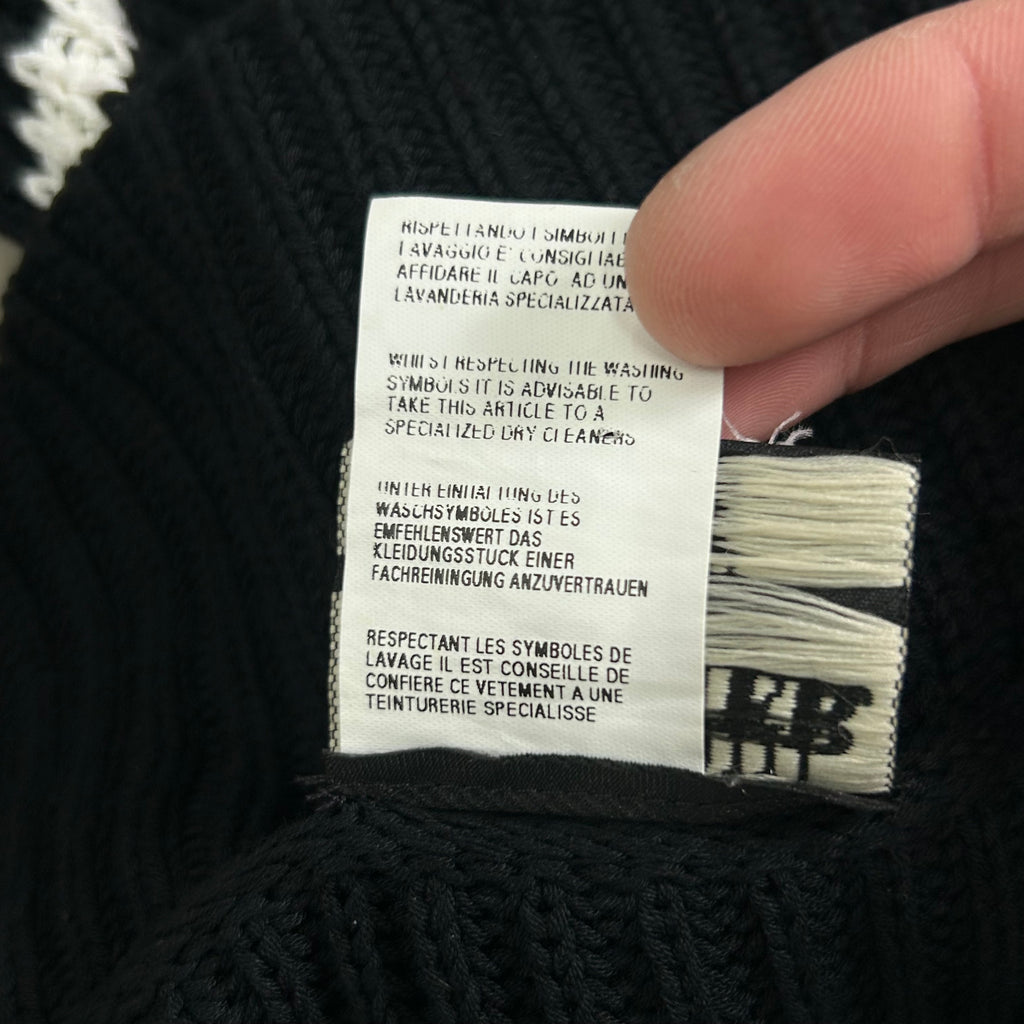 RISPETTANDO I SIMBOLI
LAVAGGIO E' CONSIGLIAB
AFFIDARE IL CAPO AD UN
LAVANDERIA SPECIALIZZATA
WHILST RESPECTING THE WASHING
SYMBOLS IT IS ADVISABLE TO
TAKE THIS ARTICLE TO A
SPECIALIZED DRY CLEANERS
UNTER EINHALTUNG DES
WASCHSYMBOLES IST ES
EMFEHLENSWERT DAS
KLEIDUNGSSTUCK EINER
FACHREININGUNG ANZUVERTRAUEN
RESPECTANT LES SYMBOLES DE
LAVAGE IL EST CONSEILLE DE
CONFIERE CE VETEMENT A UNE
TEINTURERIE SPECIALISSE